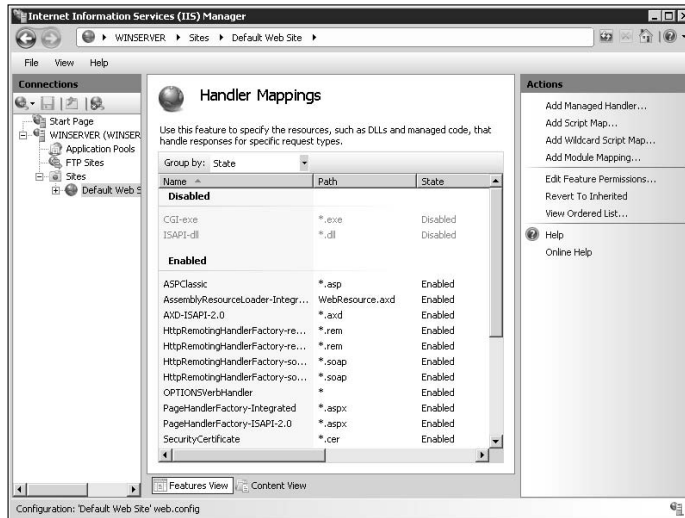 Internet Information Services (IIS) Manager
WINSERVER Sites Default Web Site
File View Help
Connections
Start Page
WINSERVER (WINSER
Application Pools
FTP Sites
Sites
Default Web S
Handler Mappings
Use this feature to specify the resources, such as DLLs and managed code, that
handle responses for specific request types.
Group by: State
Name Path State
Disabled
CGI-exe *.exe Disabled
ISAPI-dll *.dll Disabled
Enabled
ASPClassic *.asp Enabled
AssemblyResourceLoader-Integr... WebResource.axd Enabled
AXD-ISAPI-2.0 *.axd Enabled
HttpRemotingHandlerFactory-re... *.rem Enabled
HttpRemotingHandlerFactory-re... *.rem Enabled
HttpRemotingHandlerFactory-so... *.soap Enabled
HttpRemotingHandlerFactory-so... *.soap Enabled
OPTIONSVerbHandler * Enabled
PageHandlerFactory-Integrated *.aspx Enabled
PageHandlerFactory-ISAPI-2.0 *.aspx Enabled
SecurityCertificate *.cer Enabled
Features View Content View
Actions
Add Managed Handler...
Add Script Map...
Add Wildcard Script Map...
Add Module Mapping...
Edit Feature Permissions...
Revert To Inherited
View Ordered List...
Help
Online Help
Configuration: 'Default Web Site' web.config